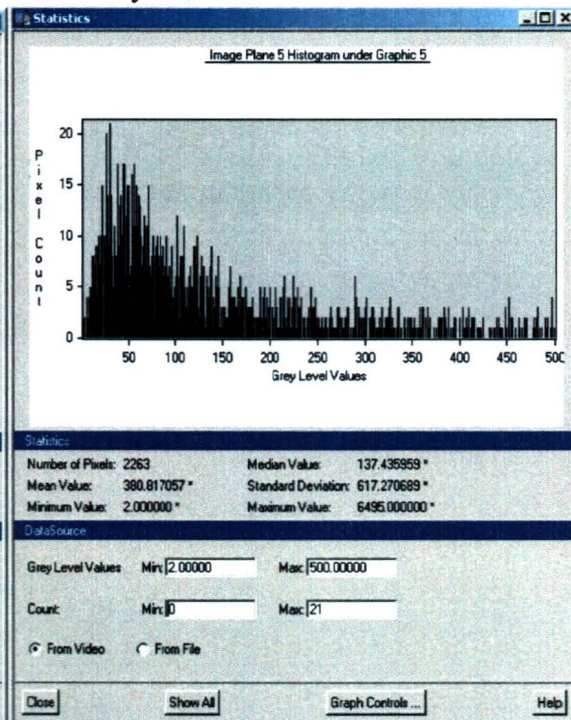 Statistics
Image Plane 5 Histogram under Graphic 5
Pixel Count
20
15
10
5
0
50 100 150 200 250 300 350 400 450 500
Grey Level Values
Statistics
Number of Pixels: 2263 Median Value: 137.435959 *
Mean Value: 380.817057 * Standard Deviation: 617.270689 *
Minimum Value: 2.000000 * Maximum Value: 6495.000000 *
DataSource
Grey Level Values Min: 2.00000 Max: 500.00000
Count: Min: 0 Max: 21
From Video From File
Close Show All Graph Controls ... Help